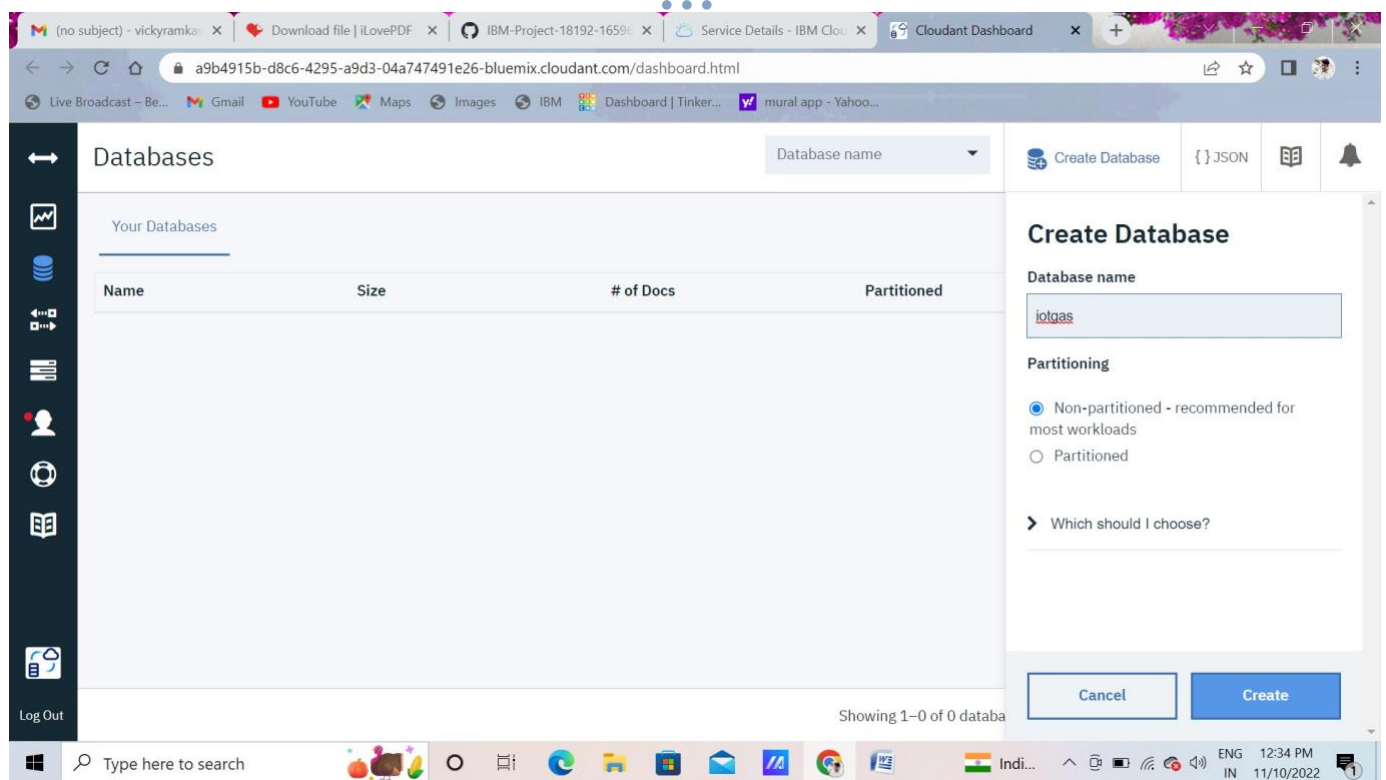 (no subject) - vickyramka
Download file | iLovePDF
IBM-Project-18192-1659
Service Details - IBM Clou
Cloudant Dashboard
a9b4915b-d8c6-4295-a9d3-04a747491e26-bluemix.cloudant.com/dashboard.html
Live Broadcast – Be...
Gmail
YouTube
Maps
Images
IBM
Dashboard | Tinker...
mural app - Yahoo...
Databases
Database name
Create Database
{ } JSON
Your Databases
Name Size # of Docs Partitioned
Create Database
Database name
iotgas
Partitioning
Non-partitioned - recommended for
most workloads
Partitioned
Which should I choose?
Cancel
Create
Showing 1–0 of 0 databa
Log Out
Type here to search
Indi...
ENG
IN
12:34 PM
11/10/2022
1